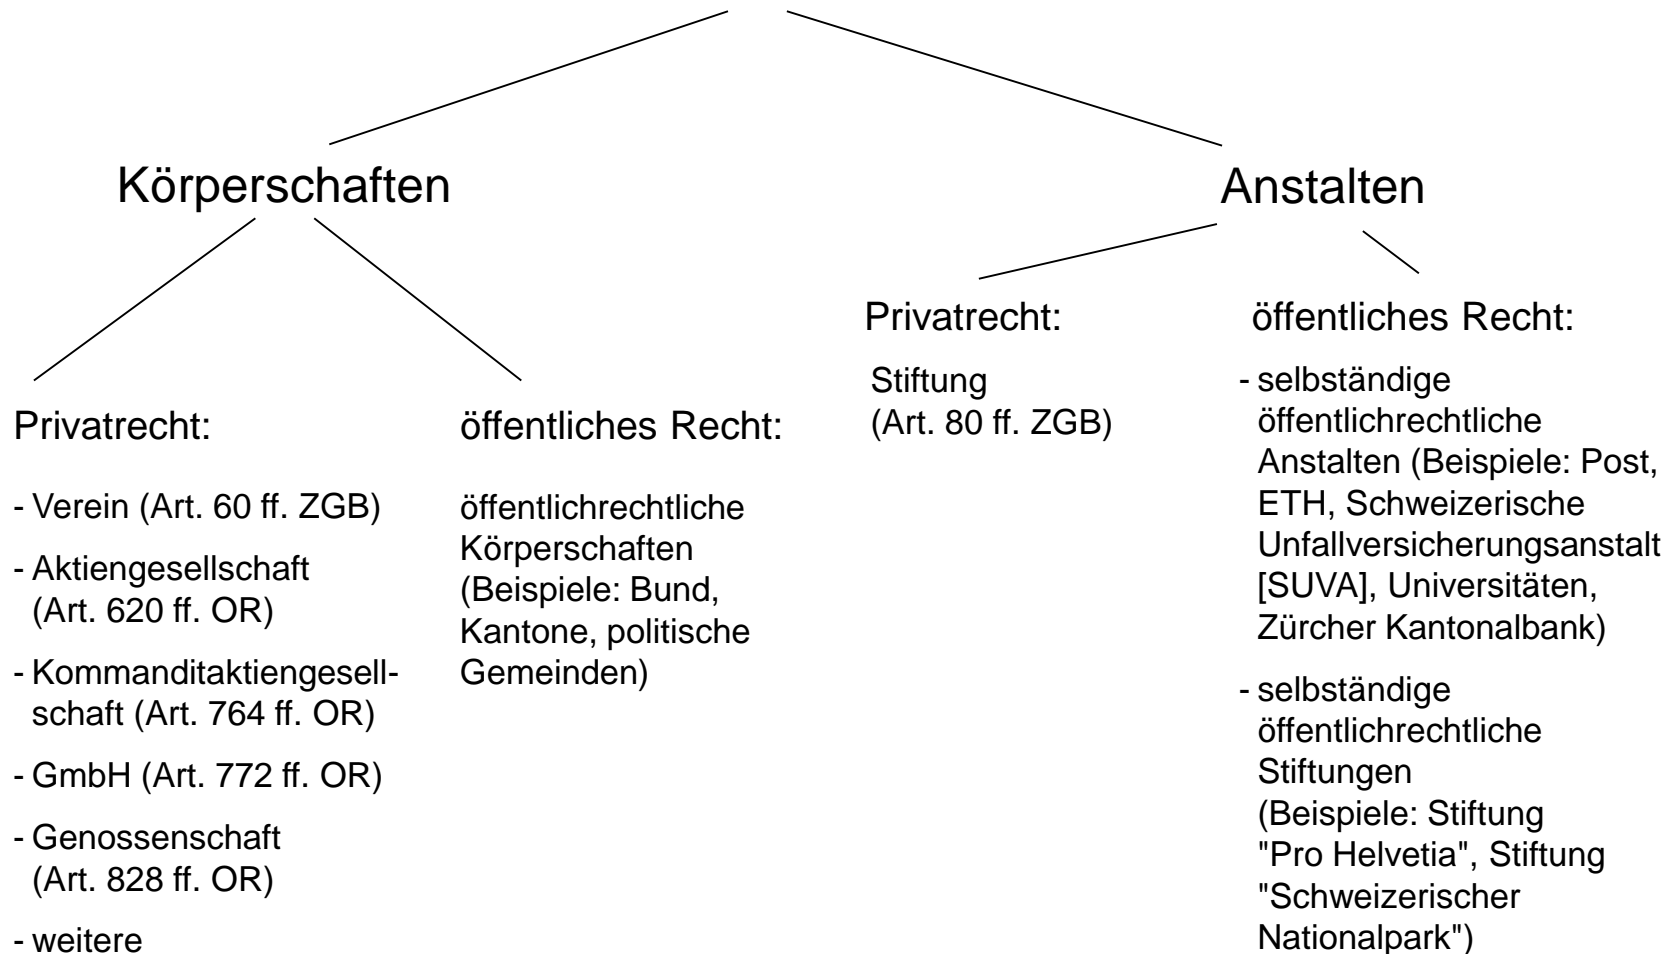 Körperschaften
Anstalten
Privatrecht:
- Verein (Art. 60 ff. ZGB)
- Aktiengesellschaft
(Art. 620 ff. OR)
- Kommanditaktiengesell-
schaft (Art. 764 ff. OR)
- GmbH (Art. 772 ff. OR)
- Genossenschaft
(Art. 828 ff. OR)
- weitere
öffentliches Recht:
öffentlichrechtliche
Körperschaften
(Beispiele: Bund,
Kantone, politische
Gemeinden)
Privatrecht:
Stiftung
(Art. 80 ff. ZGB)
öffentliches Recht:
- selbständige
öffentlichrechtliche
Anstalten (Beispiele: Post,
ETH, Schweizerische
Unfallversicherungsanstalt
[SUVA], Universitäten,
Zürcher Kantonalbank)
- selbständige
öffentlichrechtliche
Stiftungen
(Beispiele: Stiftung
"Pro Helvetia", Stiftung
"Schweizerischer
Nationalpark")